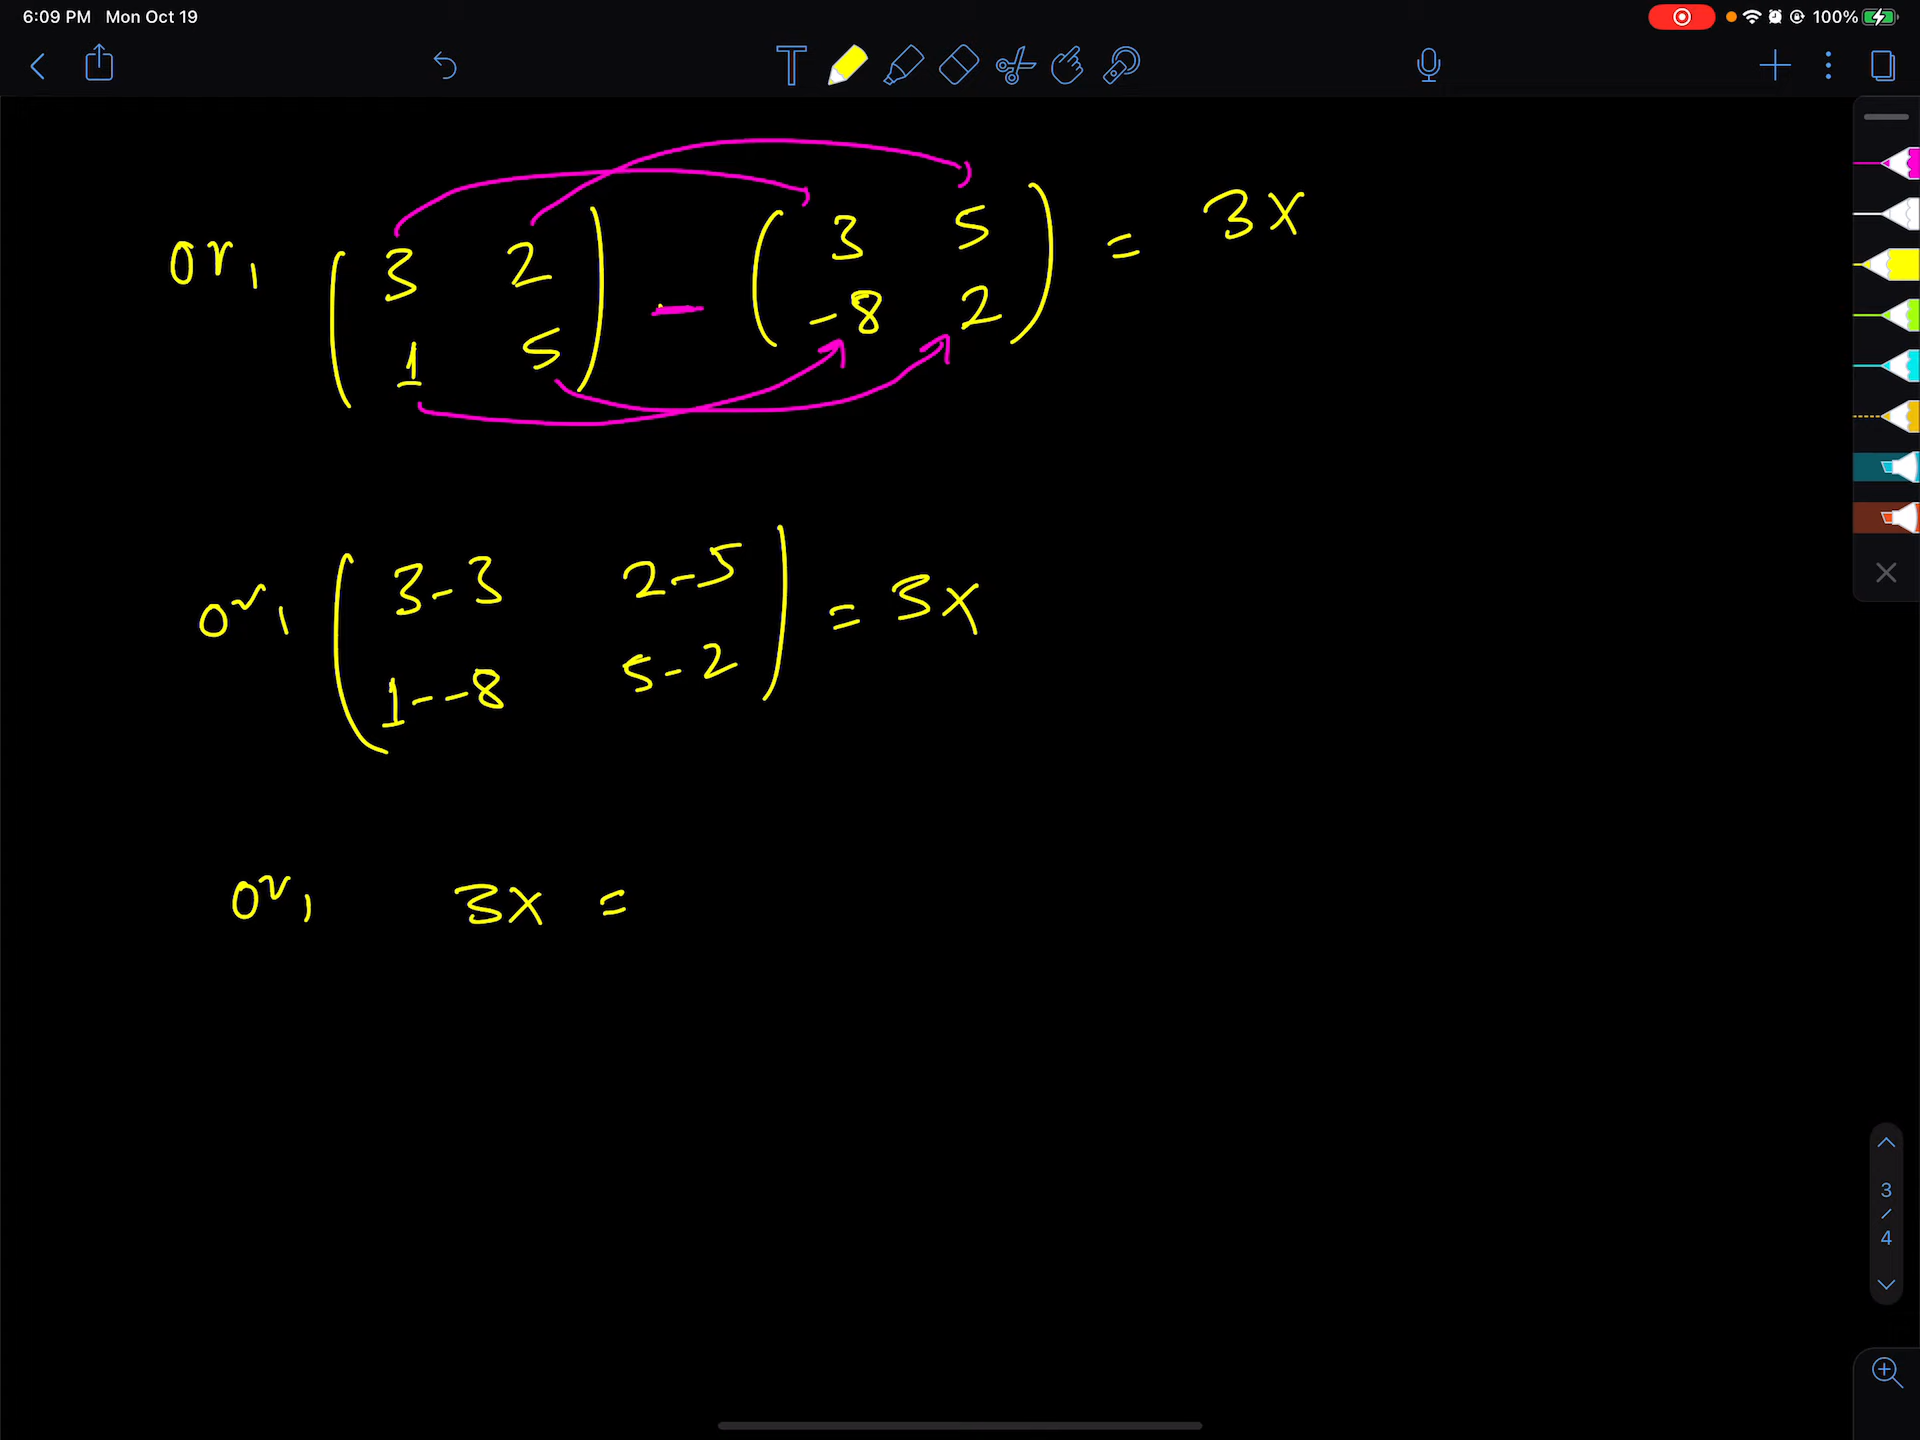 6:09 PM Mon Oct 19 100%
or, ( 3 2 ) - ( 3 5 ) = 3X
1 5 -8 2
or, ( 3-3 2-5 ) = 3X
1--8 5-2
or, 3X =
3
/
4